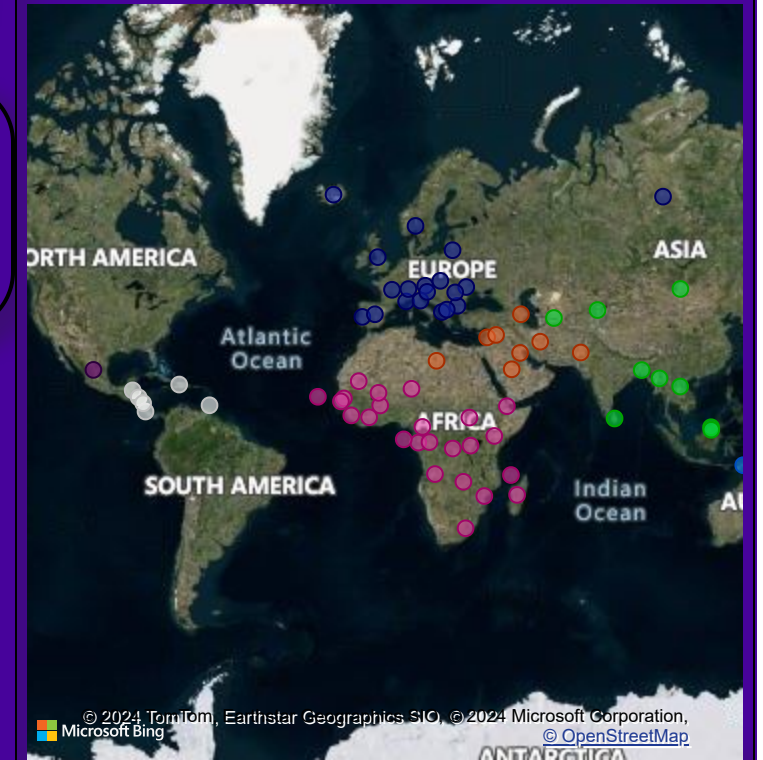 ORTH AMERICA
ASIA
EUROPE
Atlantic
Ocean
AFRICA
SOUTH AMERICA
Indian
Ocean
AU
© 2024 TomTom, Earthstar Geographics SIO, © 2024 Microsoft Corporation,
Microsoft Bing
© OpenStreetMap
ANTARCTICA